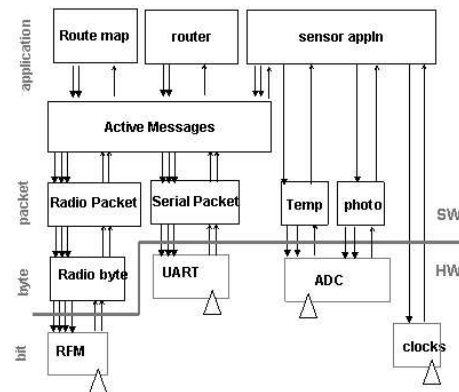 application
Route map
router
sensor appln
Active Messages
packet
Radio Packet
Serial Packet
Temp
photo
SW
HW
byte
Radio byte
UART
ADC
bit
RFM
clocks